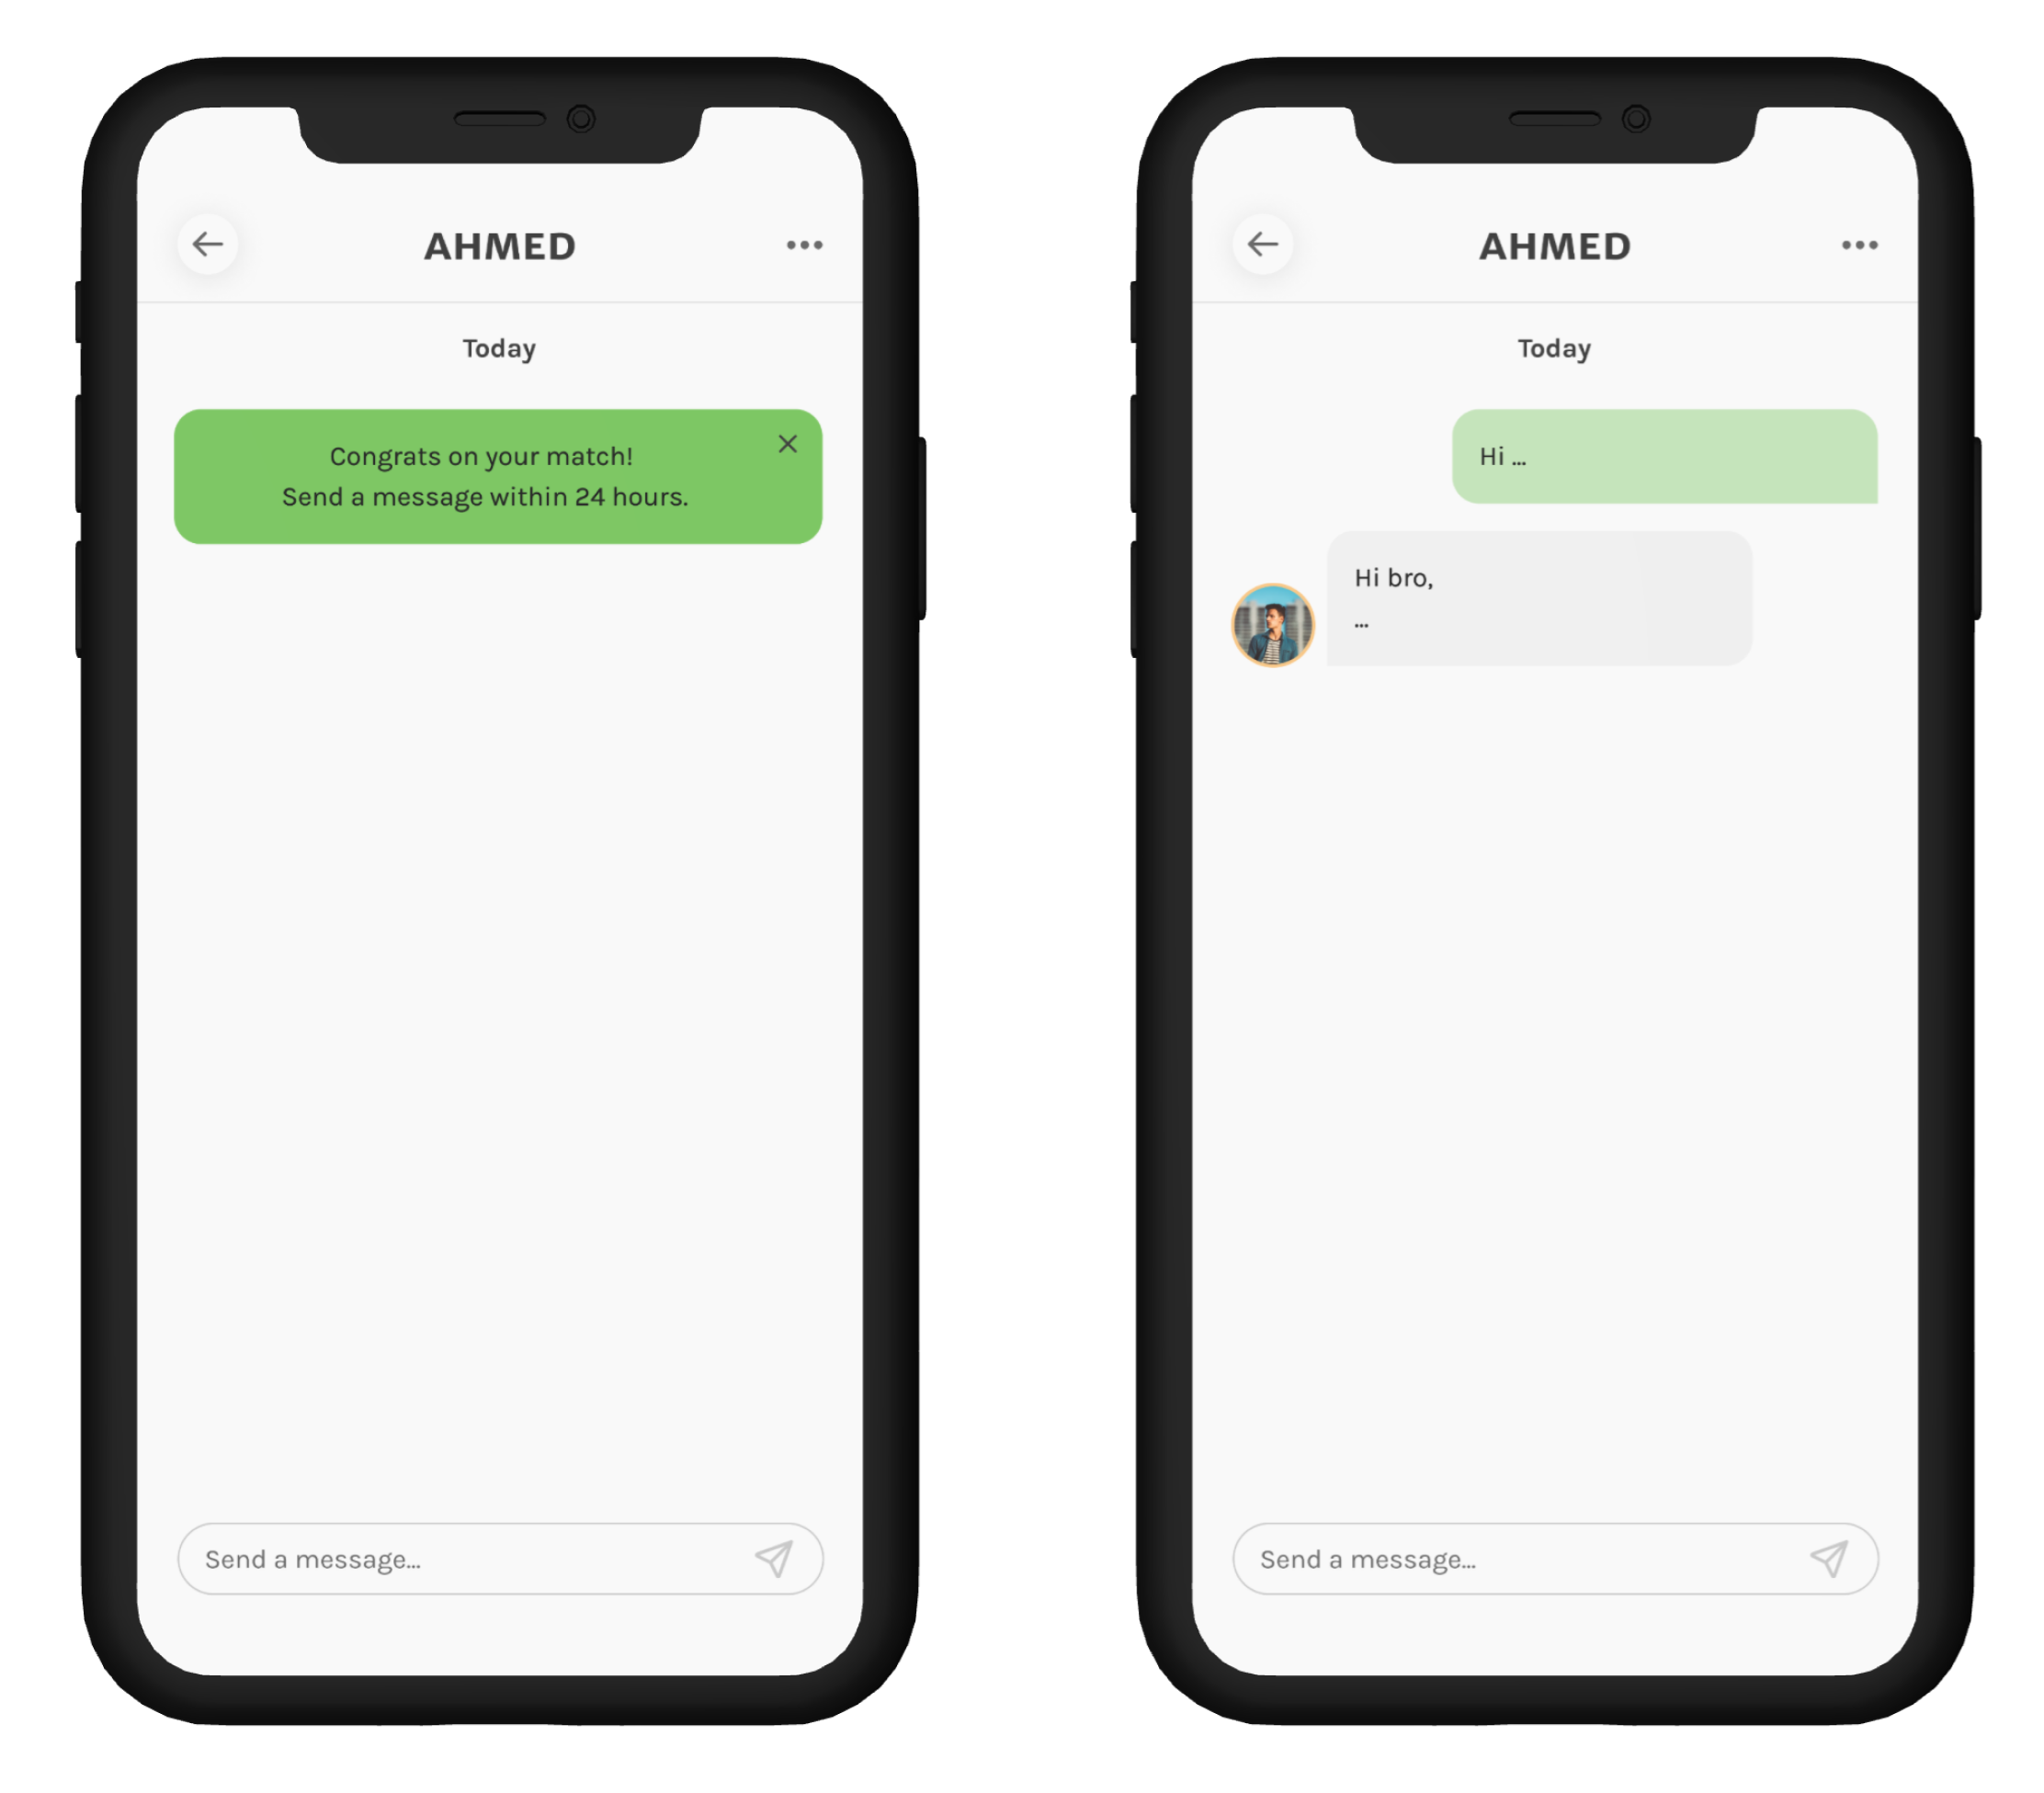 AHMED
Today
Congrats on your match!
Send a message within 24 hours.
Send a message...
AHMED
Today
Hi ...
Hi bro,
...
Send a message...